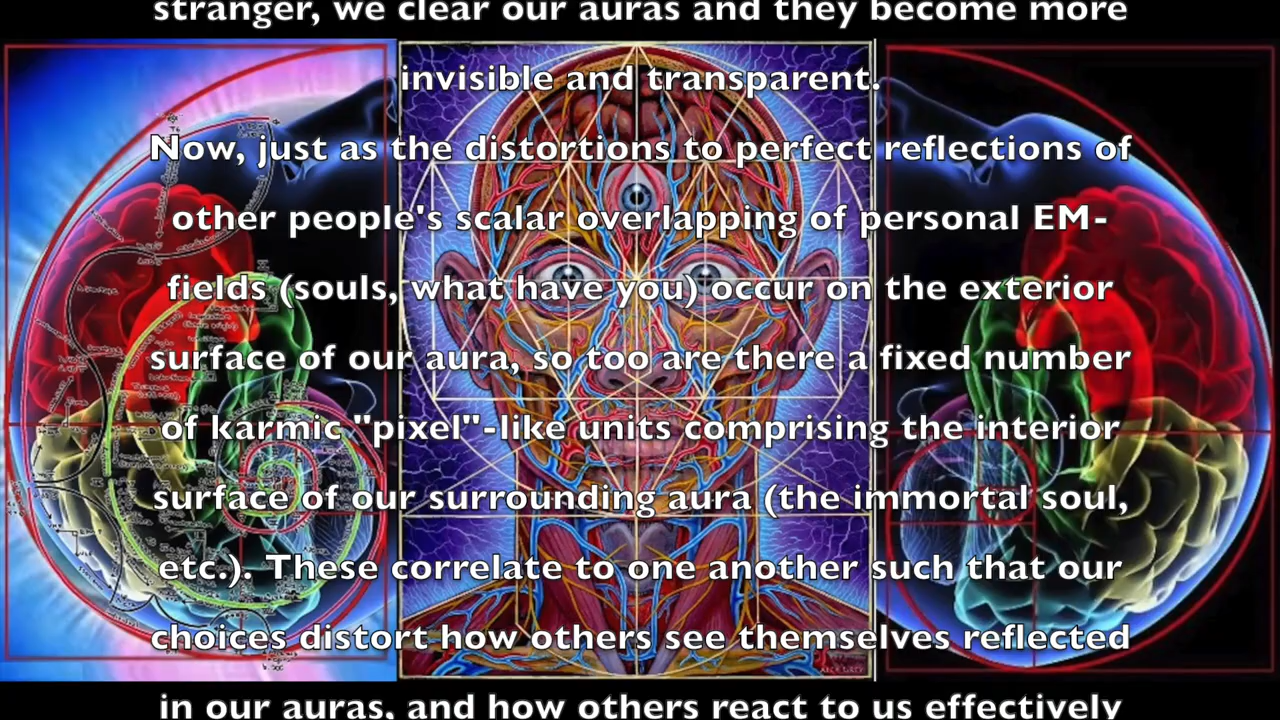 stranger, we clear our auras and they become more
invisible and transparent.
Now, just as the distortions to perfect reflections of
other people's scalar overlapping of personal EM-
fields (souls, what have you) occur on the exterior
surface of our aura, so too are there a fixed number
of karmic "pixel"-like units comprising the interior
surface of our surrounding aura (the immortal soul,
etc.). These correlate to one another such that our
choices distort how others see themselves reflected
in our auras, and how others react to us effectively